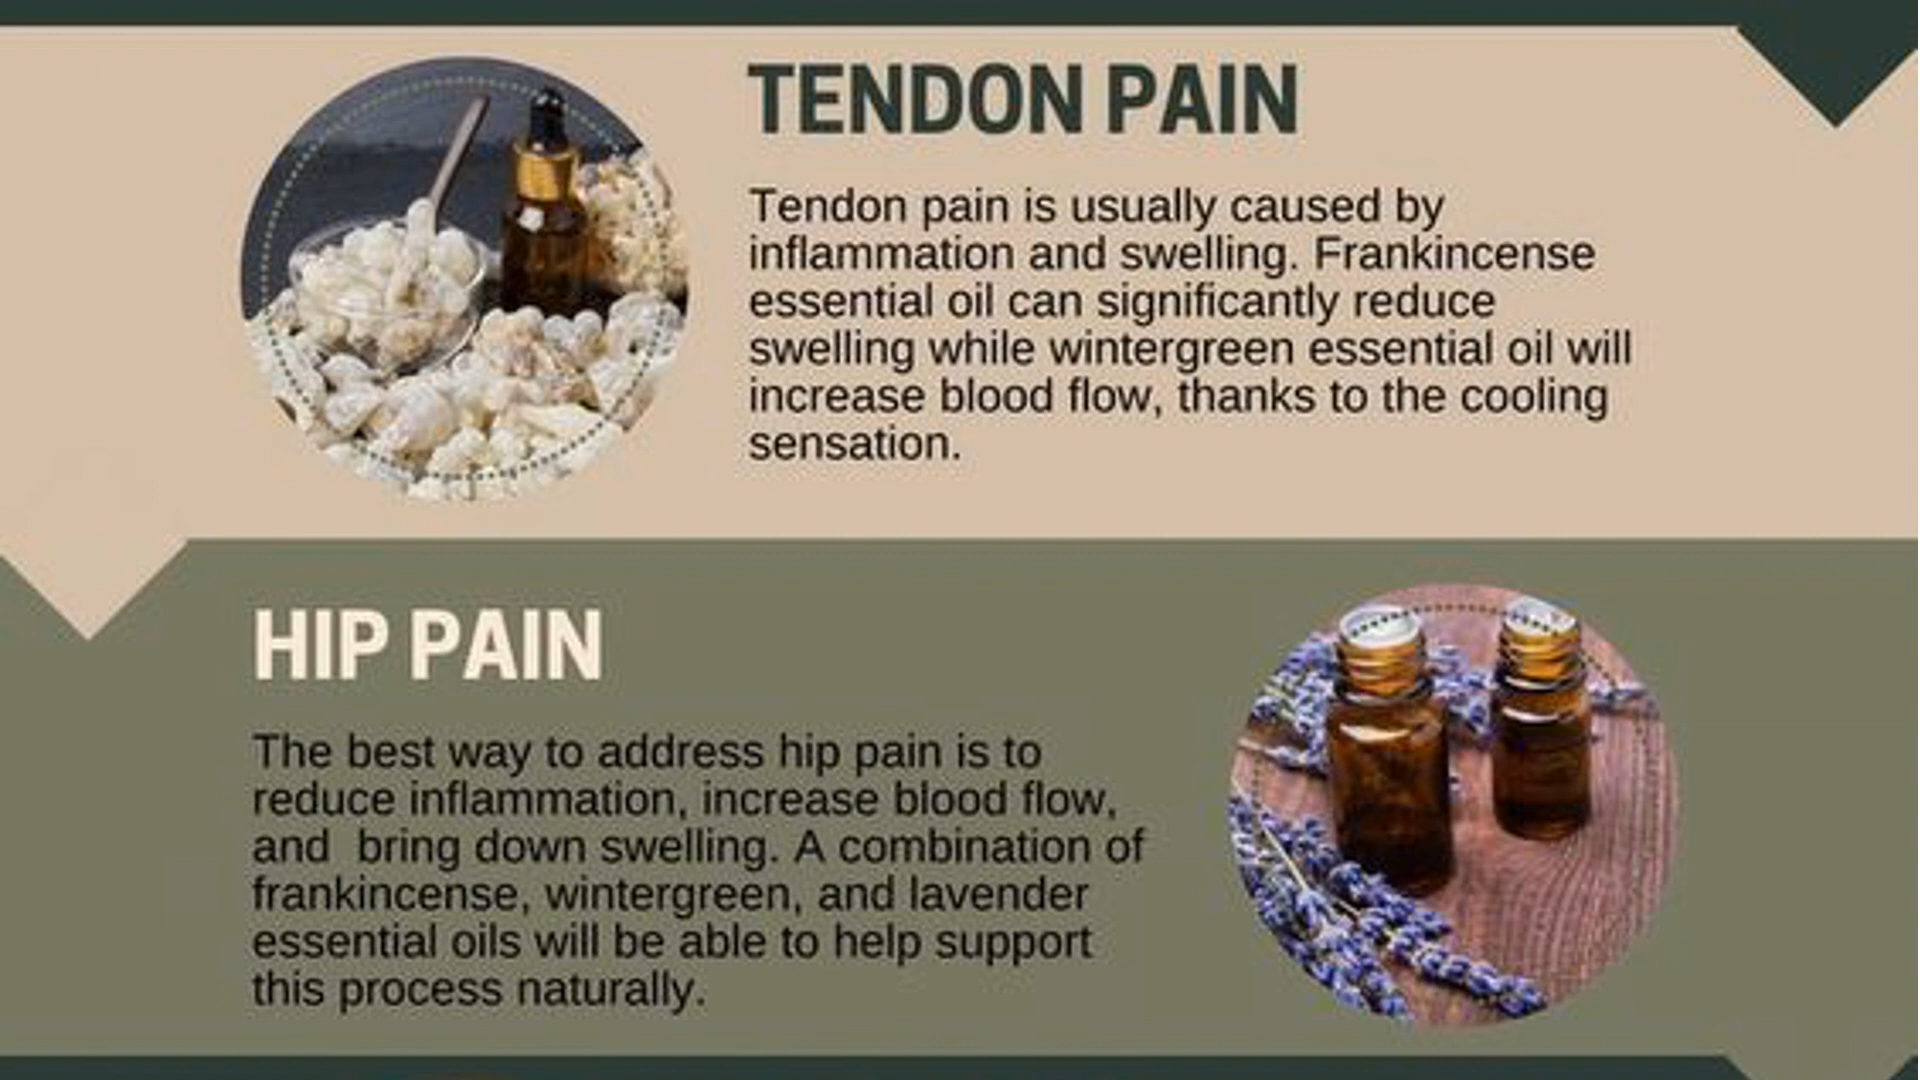 TENDON PAIN
Tendon pain is usually caused by
inflammation and swelling. Frankincense
essential oil can significantly reduce
swelling while wintergreen essential oil will
increase blood flow, thanks to the cooling
sensation.
HIP PAIN
The best way to address hip pain is to
reduce inflammation, increase blood flow,
and  bring down swelling. A combination of
frankincense, wintergreen, and lavender
essential oils will be able to help support
this process naturally.